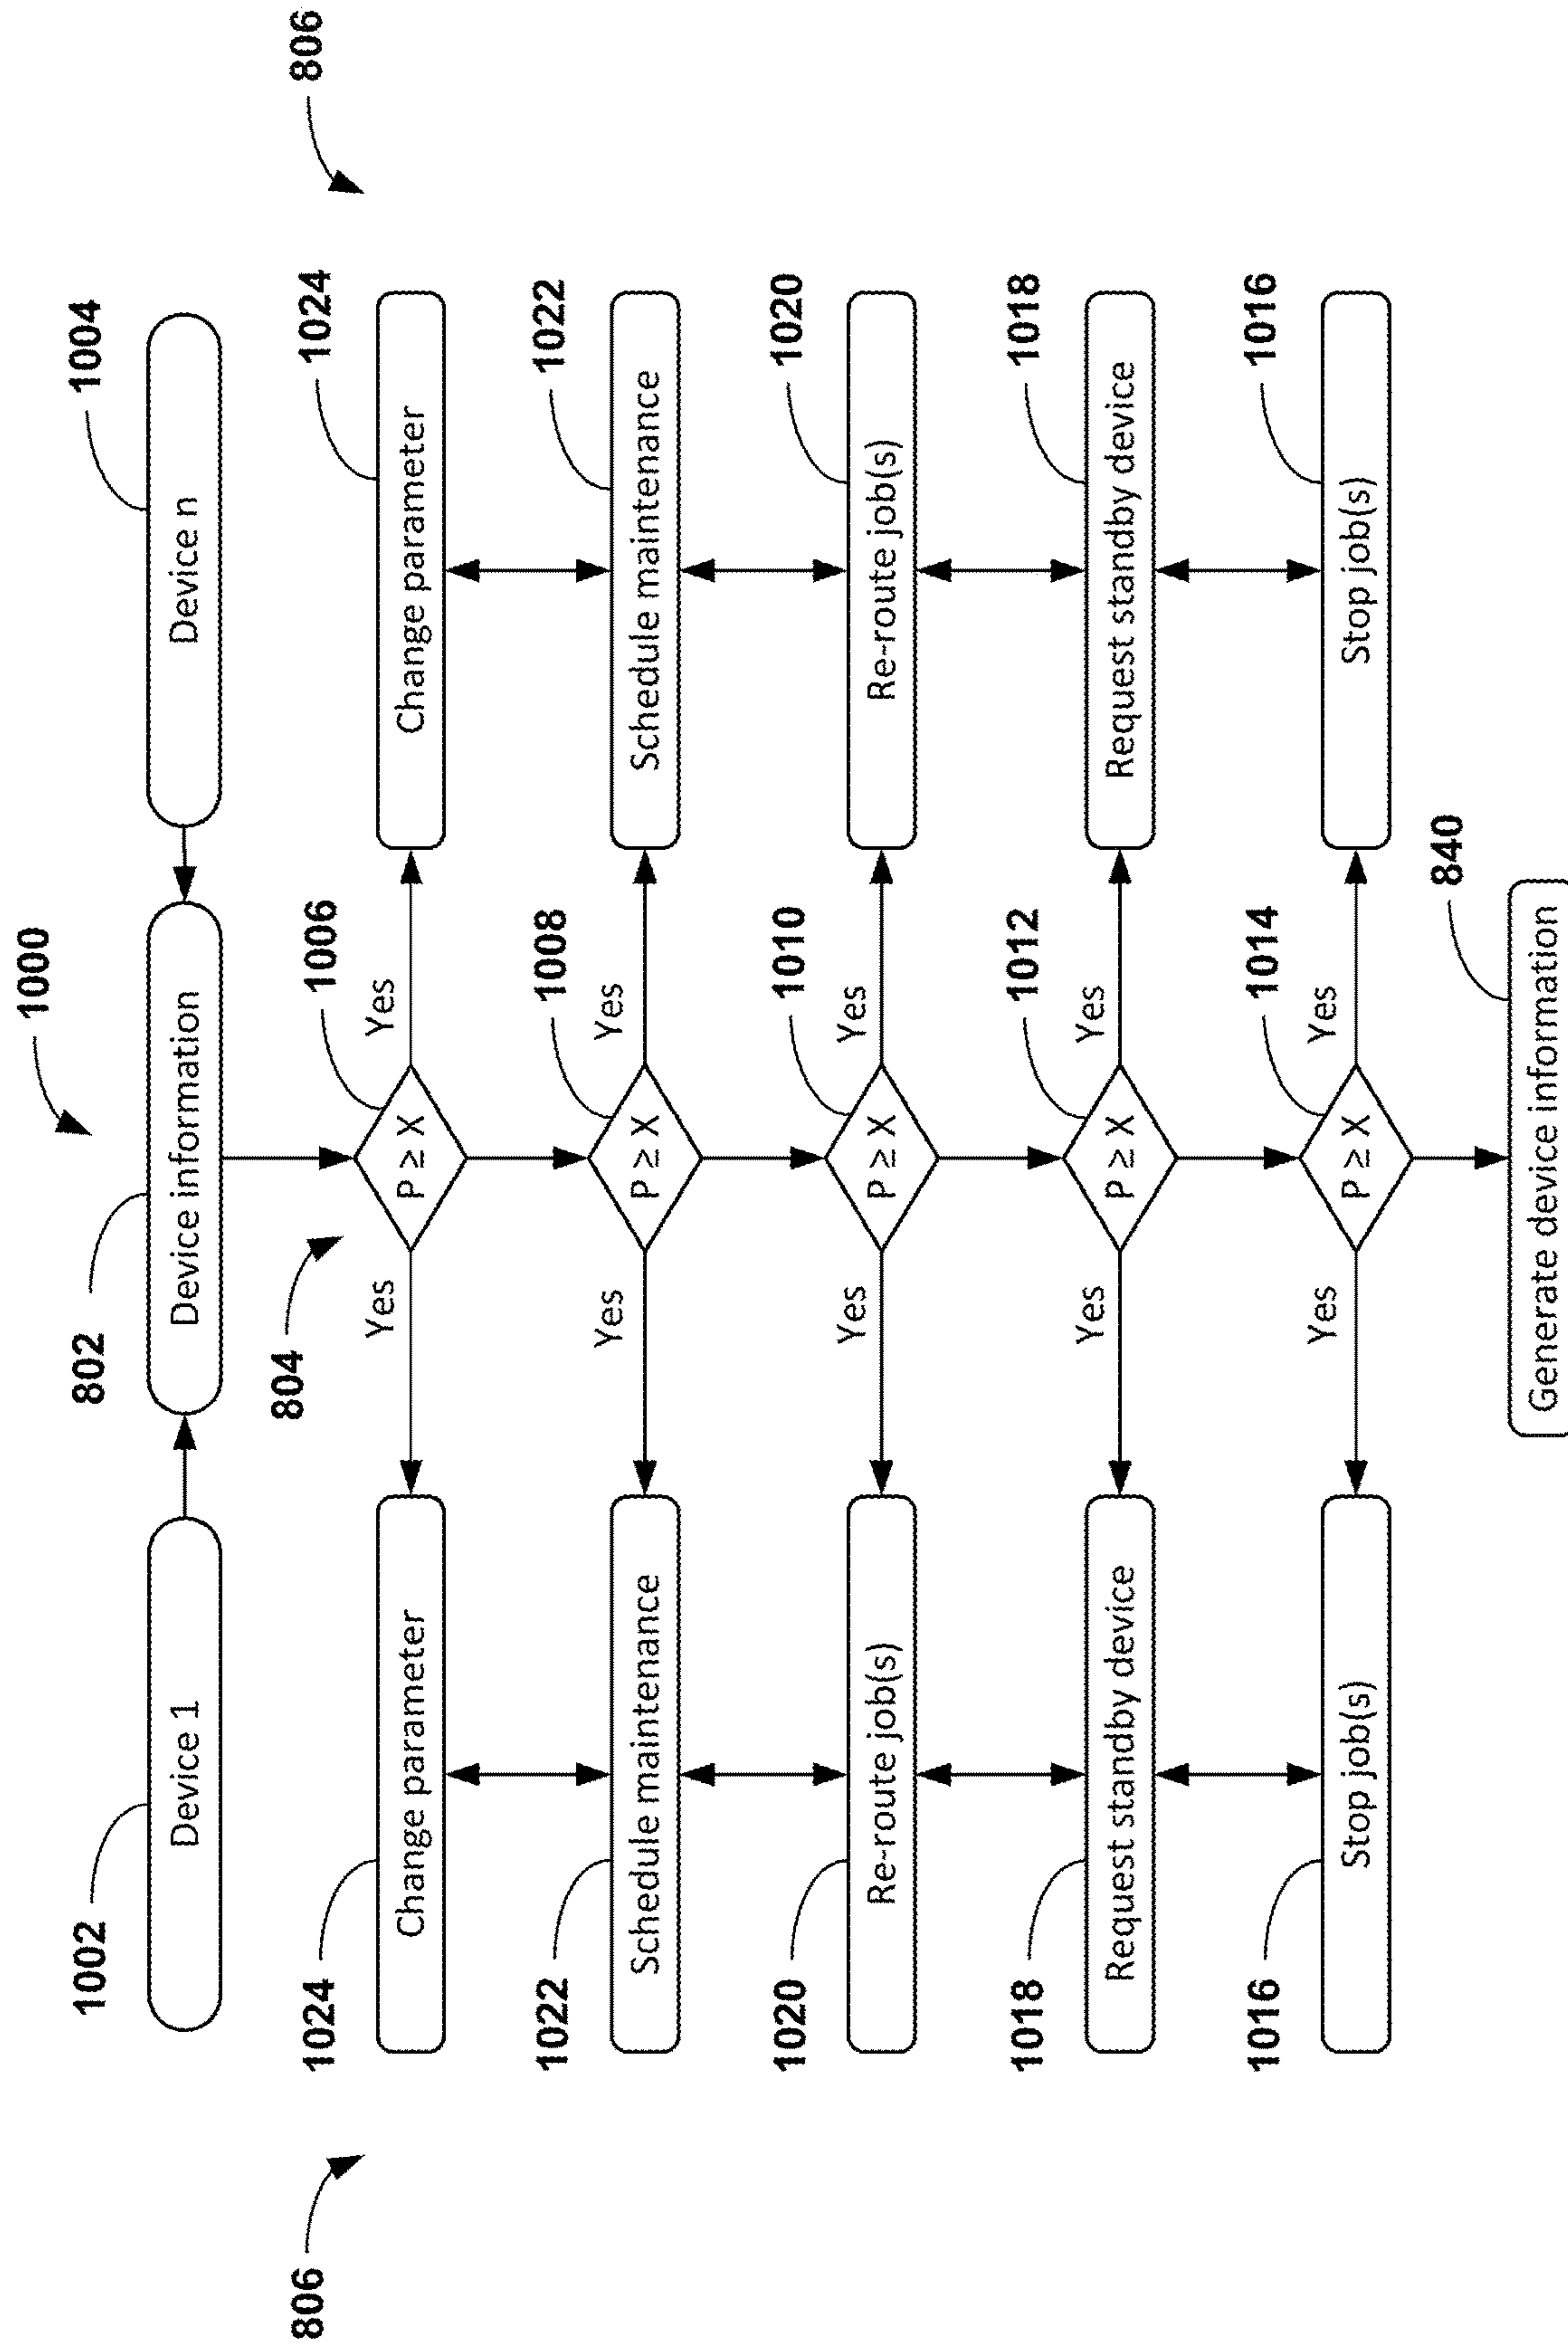 1000
1002
802
1004
Device 1
Device information
Device n
806
804
806
1024
1006
1024
Change parameter
Yes
P ≥ X
Yes
Change parameter
1022
1008
1022
Schedule maintenance
Yes
P ≥ X
Yes
Schedule maintenance
1020
1010
1020
Re-route job(s)
Yes
P ≥ X
Yes
Re-route job(s)
1018
1012
1018
Request standby device
Yes
P ≥ X
Yes
Request standby device
1016
1014
1016
Stop job(s)
Yes
P ≥ X
Yes
Stop job(s)
840
Generate device information